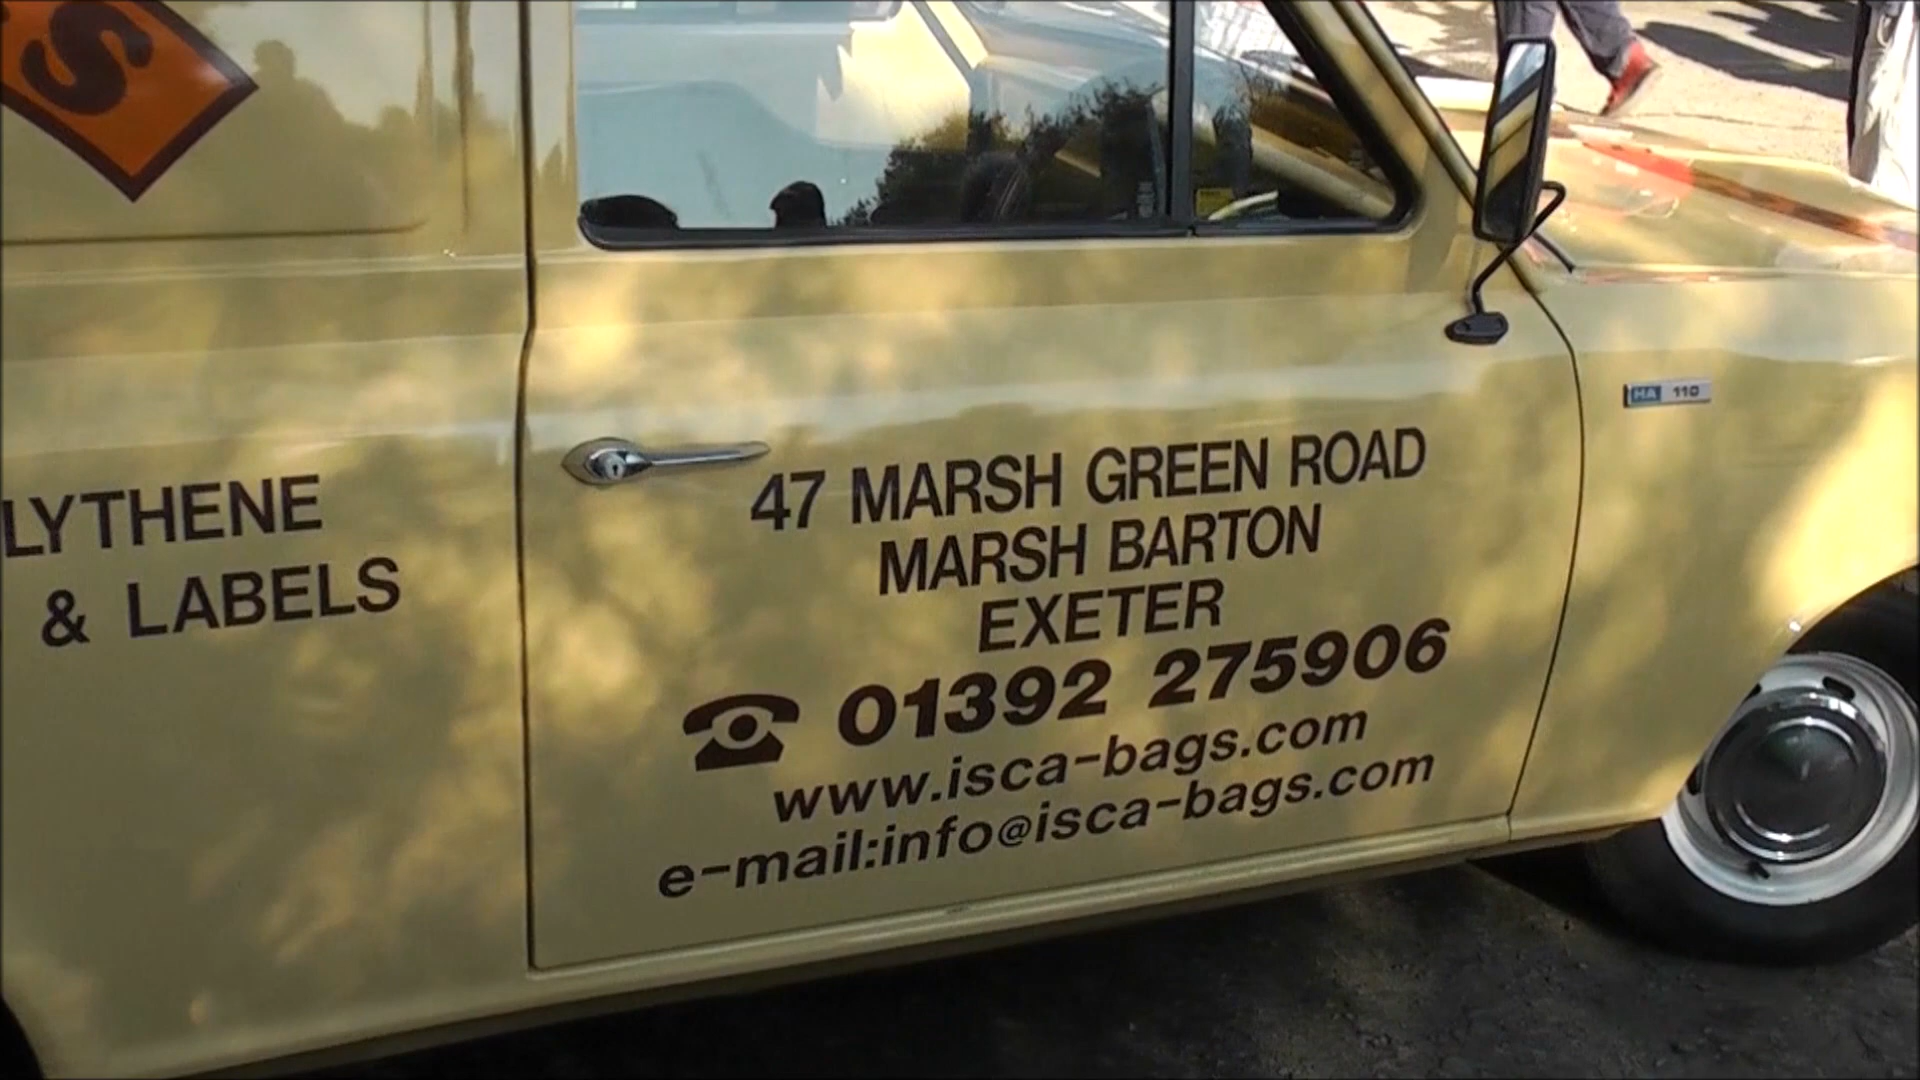 S
LYTHENE
& LABELS
HA 110
47 MARSH GREEN ROAD
MARSH BARTON
EXETER
01392 275906
www.isca-bags.com
e-mail:info@isca-bags.com